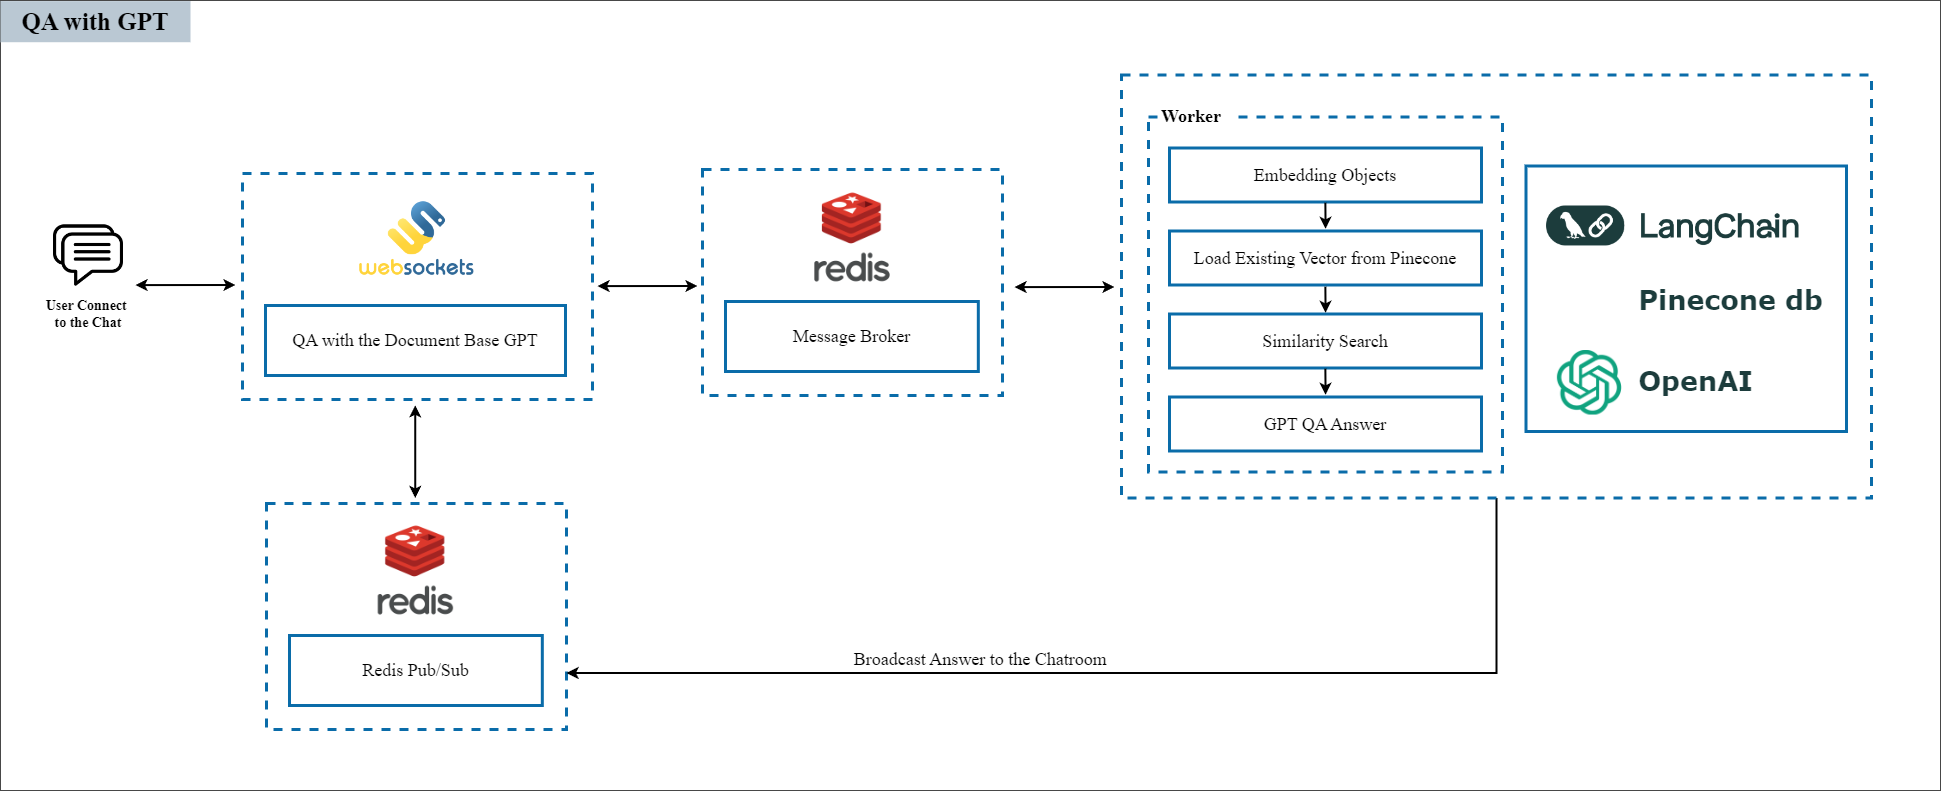 QA with GPT
User Connect
to the Chat
websockets
QA with the Document Base GPT
redis
Message Broker
Worker
Embedding Objects
Load Existing Vector from Pinecone
Similarity Search
GPT QA Answer
LangChain
Pinecone db
OpenAI
redis
Redis Pub/Sub
Broadcast Answer to the Chatroom